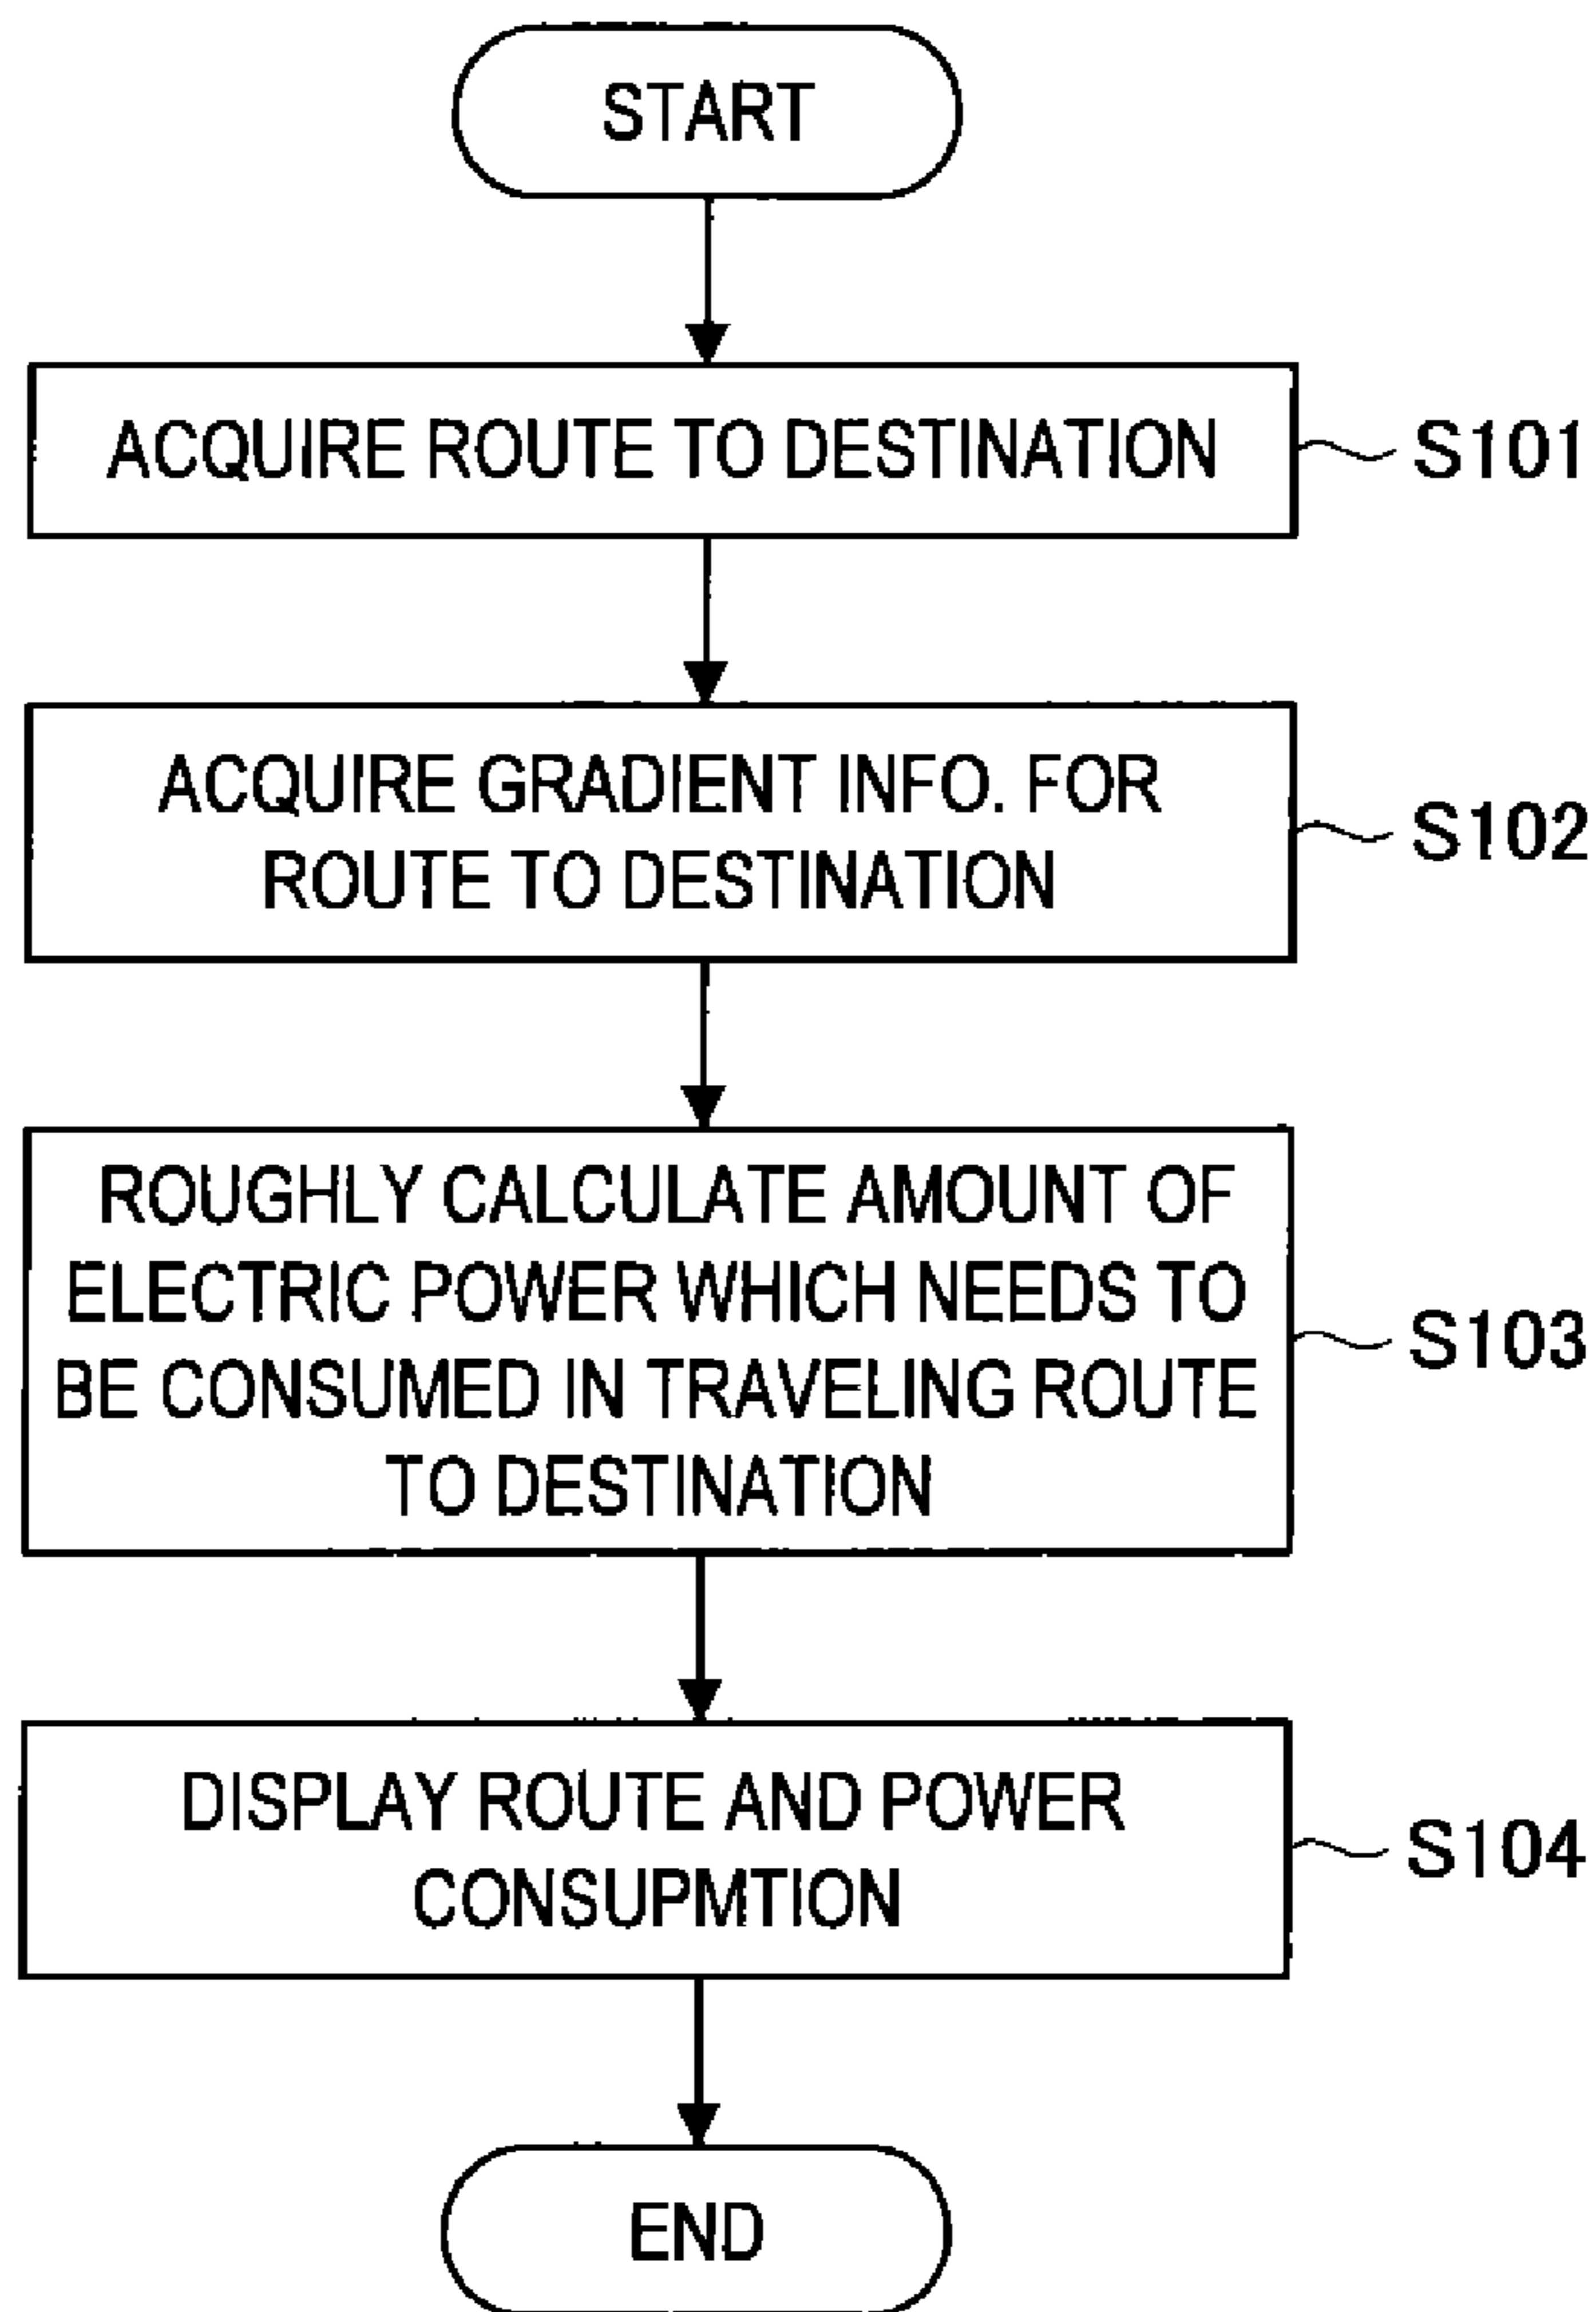 START
ACQUIRE ROUTE TO DESTINATION
S101
ACQUIRE GRADIENT INFO. FOR
ROUTE TO DESTINATION
S102
ROUGHLY CALCULATE AMOUNT OF
ELECTRIC POWER WHICH NEEDS TO
BE CONSUMED IN TRAVELING ROUTE
TO DESTINATION
S103
DISPLAY ROUTE AND POWER
CONSUPMTION
S104
END